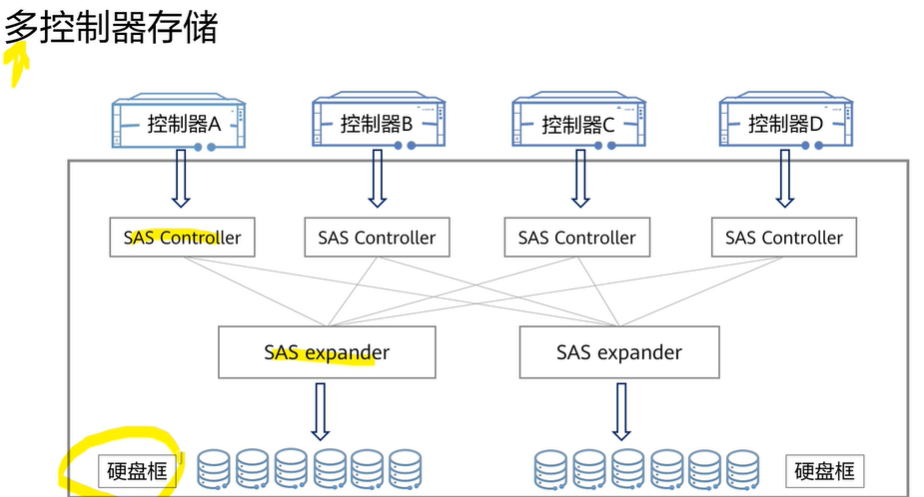 多控制器存储
控制器A
控制器B
控制器C
控制器D
SAS Controller
SAS Controller
SAS Controller
SAS Controller
SAS expander
SAS expander
硬盘框
硬盘框